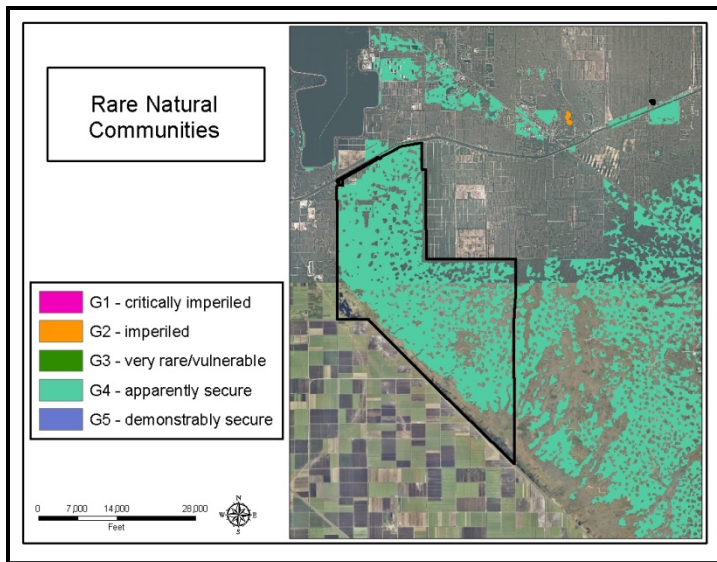 Rare Natural
Communities
G1 - critically imperiled
G2 - imperiled
G3 - very rare/vulnerable
G4 - apparently secure
G5 - demonstrably secure
0 7,000 14,000 28,000
Feet
N
W E
S